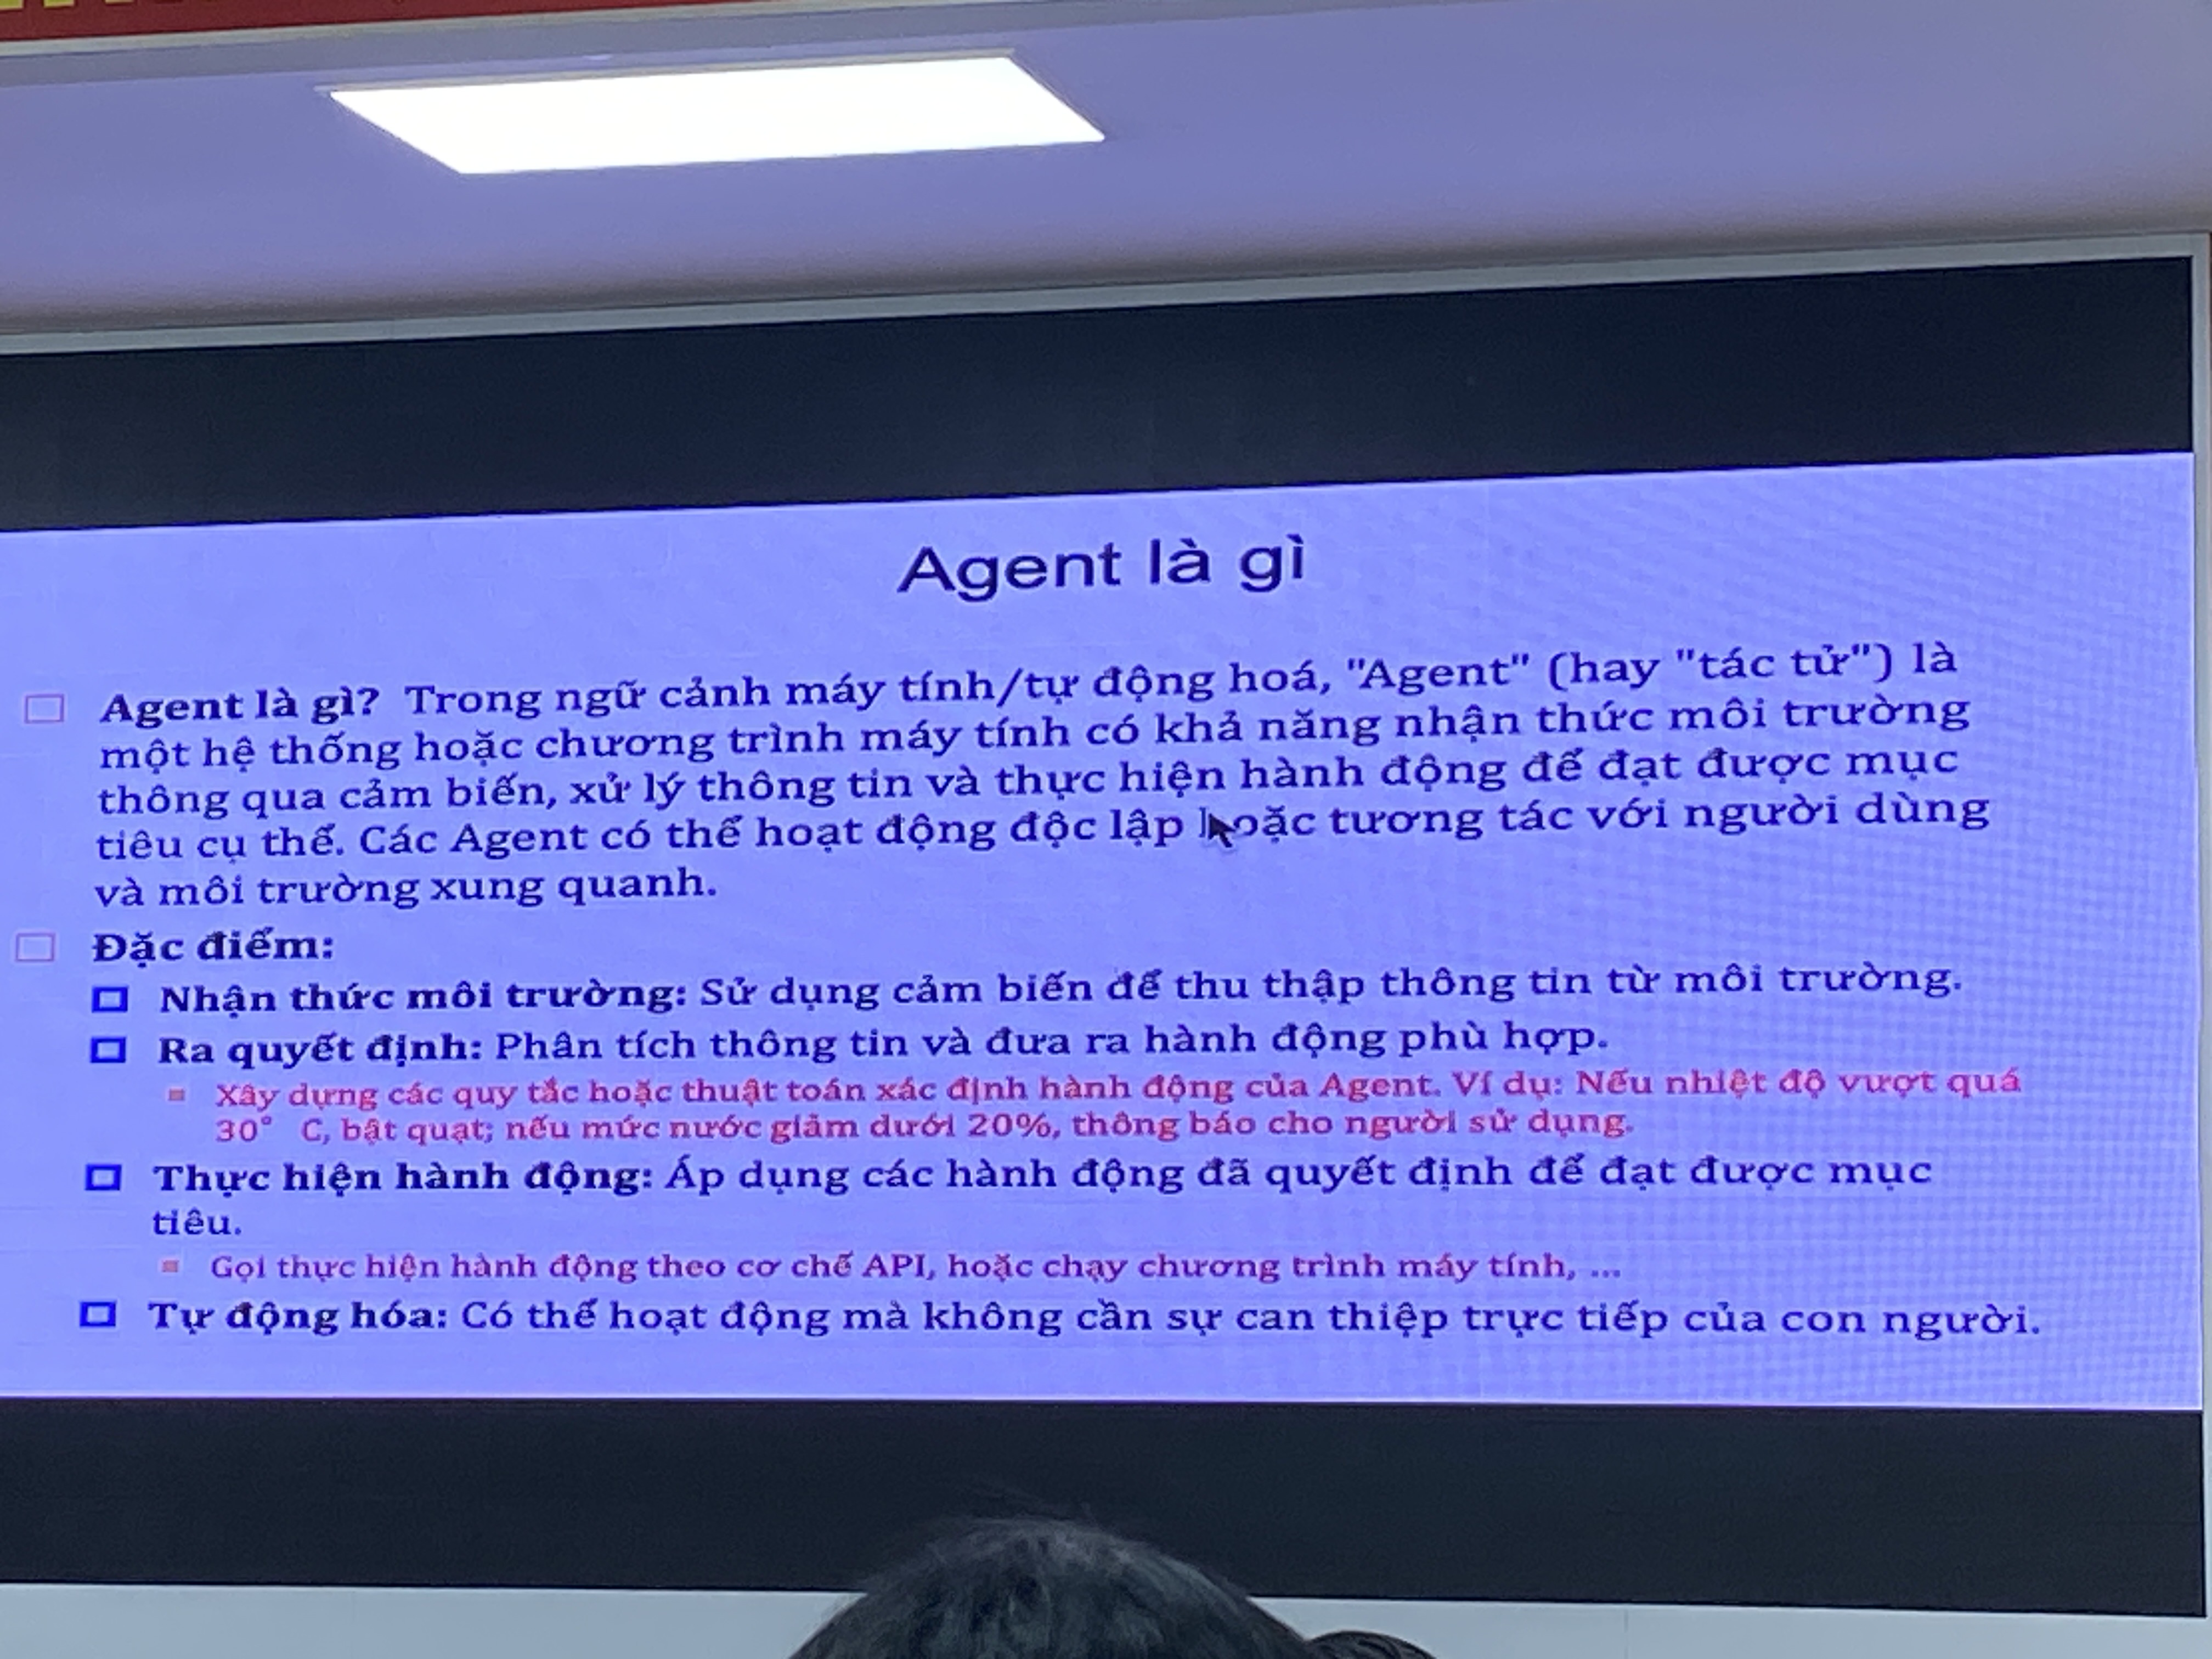 Agent là gì
Agent là gì? Trong ngữ cảnh máy tính/tự động hoá, "Agent" (hay "tác tử") là
một hệ thống hoặc chương trình máy tính có khả năng nhận thức môi trường
thông qua cảm biến, xử lý thông tin và thực hiện hành động để đạt được mục
tiêu cụ thể. Các Agent có thể hoạt động độc lập hoặc tương tác với người dùng
và môi trường xung quanh.
Đặc điểm:
Nhận thức môi trường: Sử dụng cảm biến để thu thập thông tin từ môi trường.
Ra quyết định: Phân tích thông tin và đưa ra hành động phù hợp.
Xây dựng các quy tắc hoặc thuật toán xác định hành động của Agent. Ví dụ: Nếu nhiệt độ vượt quá
30° C, bật quạt; nếu mức nước giảm dưới 20%, thông báo cho người sử dụng.
Thực hiện hành động: Áp dụng các hành động đã quyết định để đạt được mục
tiêu.
Gọi thực hiện hành động theo cơ chế API, hoặc chạy chương trình máy tính, ...
Tự động hóa: Có thể hoạt động mà không cần sự can thiệp trực tiếp của con người.